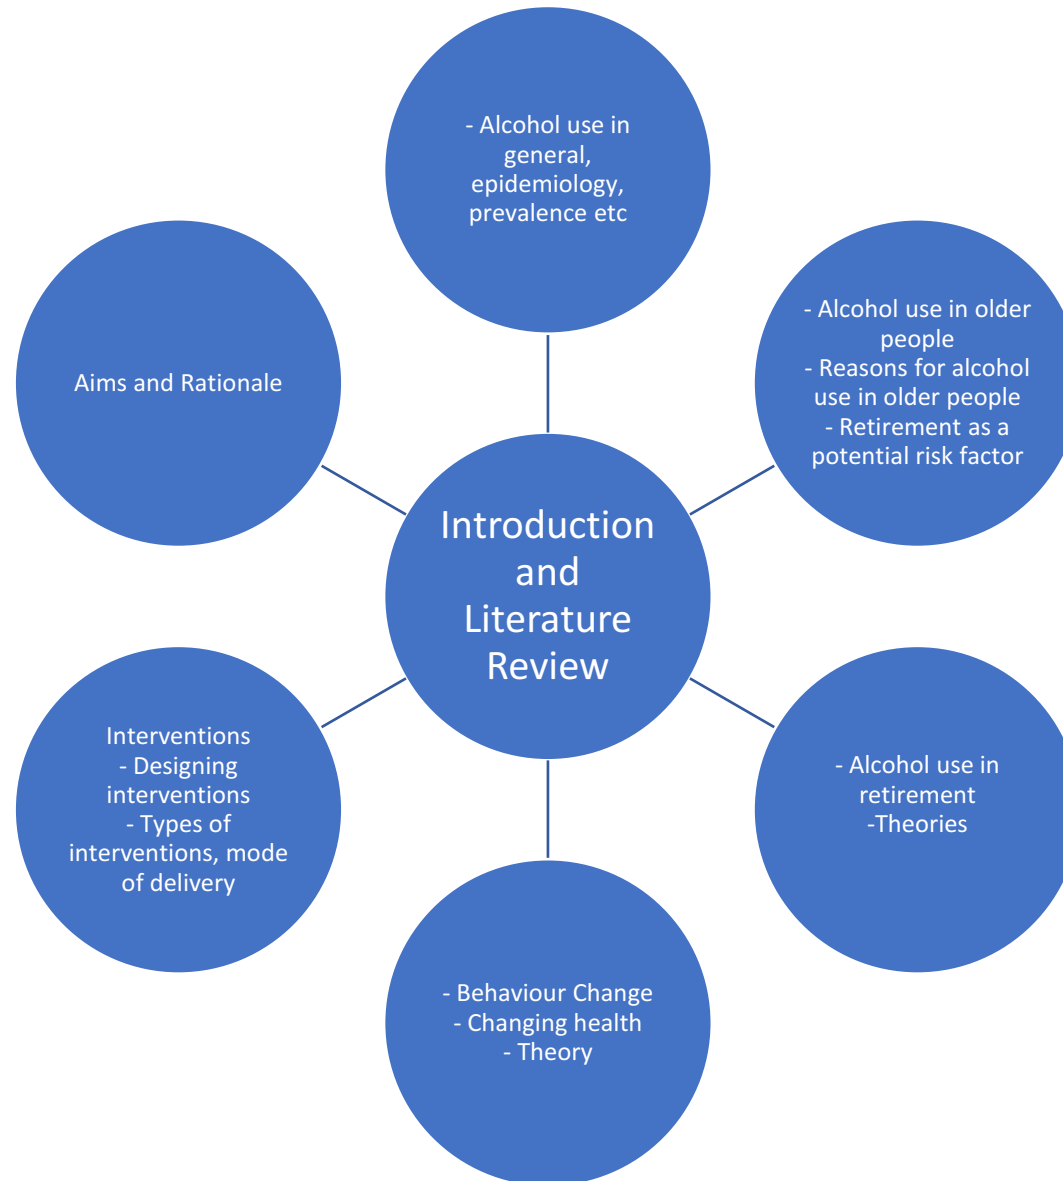 - Alcohol use in
general,
epidemiology,
prevalence etc
- Alcohol use in older
people
- Reasons for alcohol
use in older people
- Retirement as a
potential risk factor
- Alcohol use in
retirement
-Theories
- Behaviour Change
- Changing health
- Theory
Interventions
- Designing
interventions
- Types of
interventions, mode
of delivery
Aims and Rationale
Introduction
and
Literature
Review